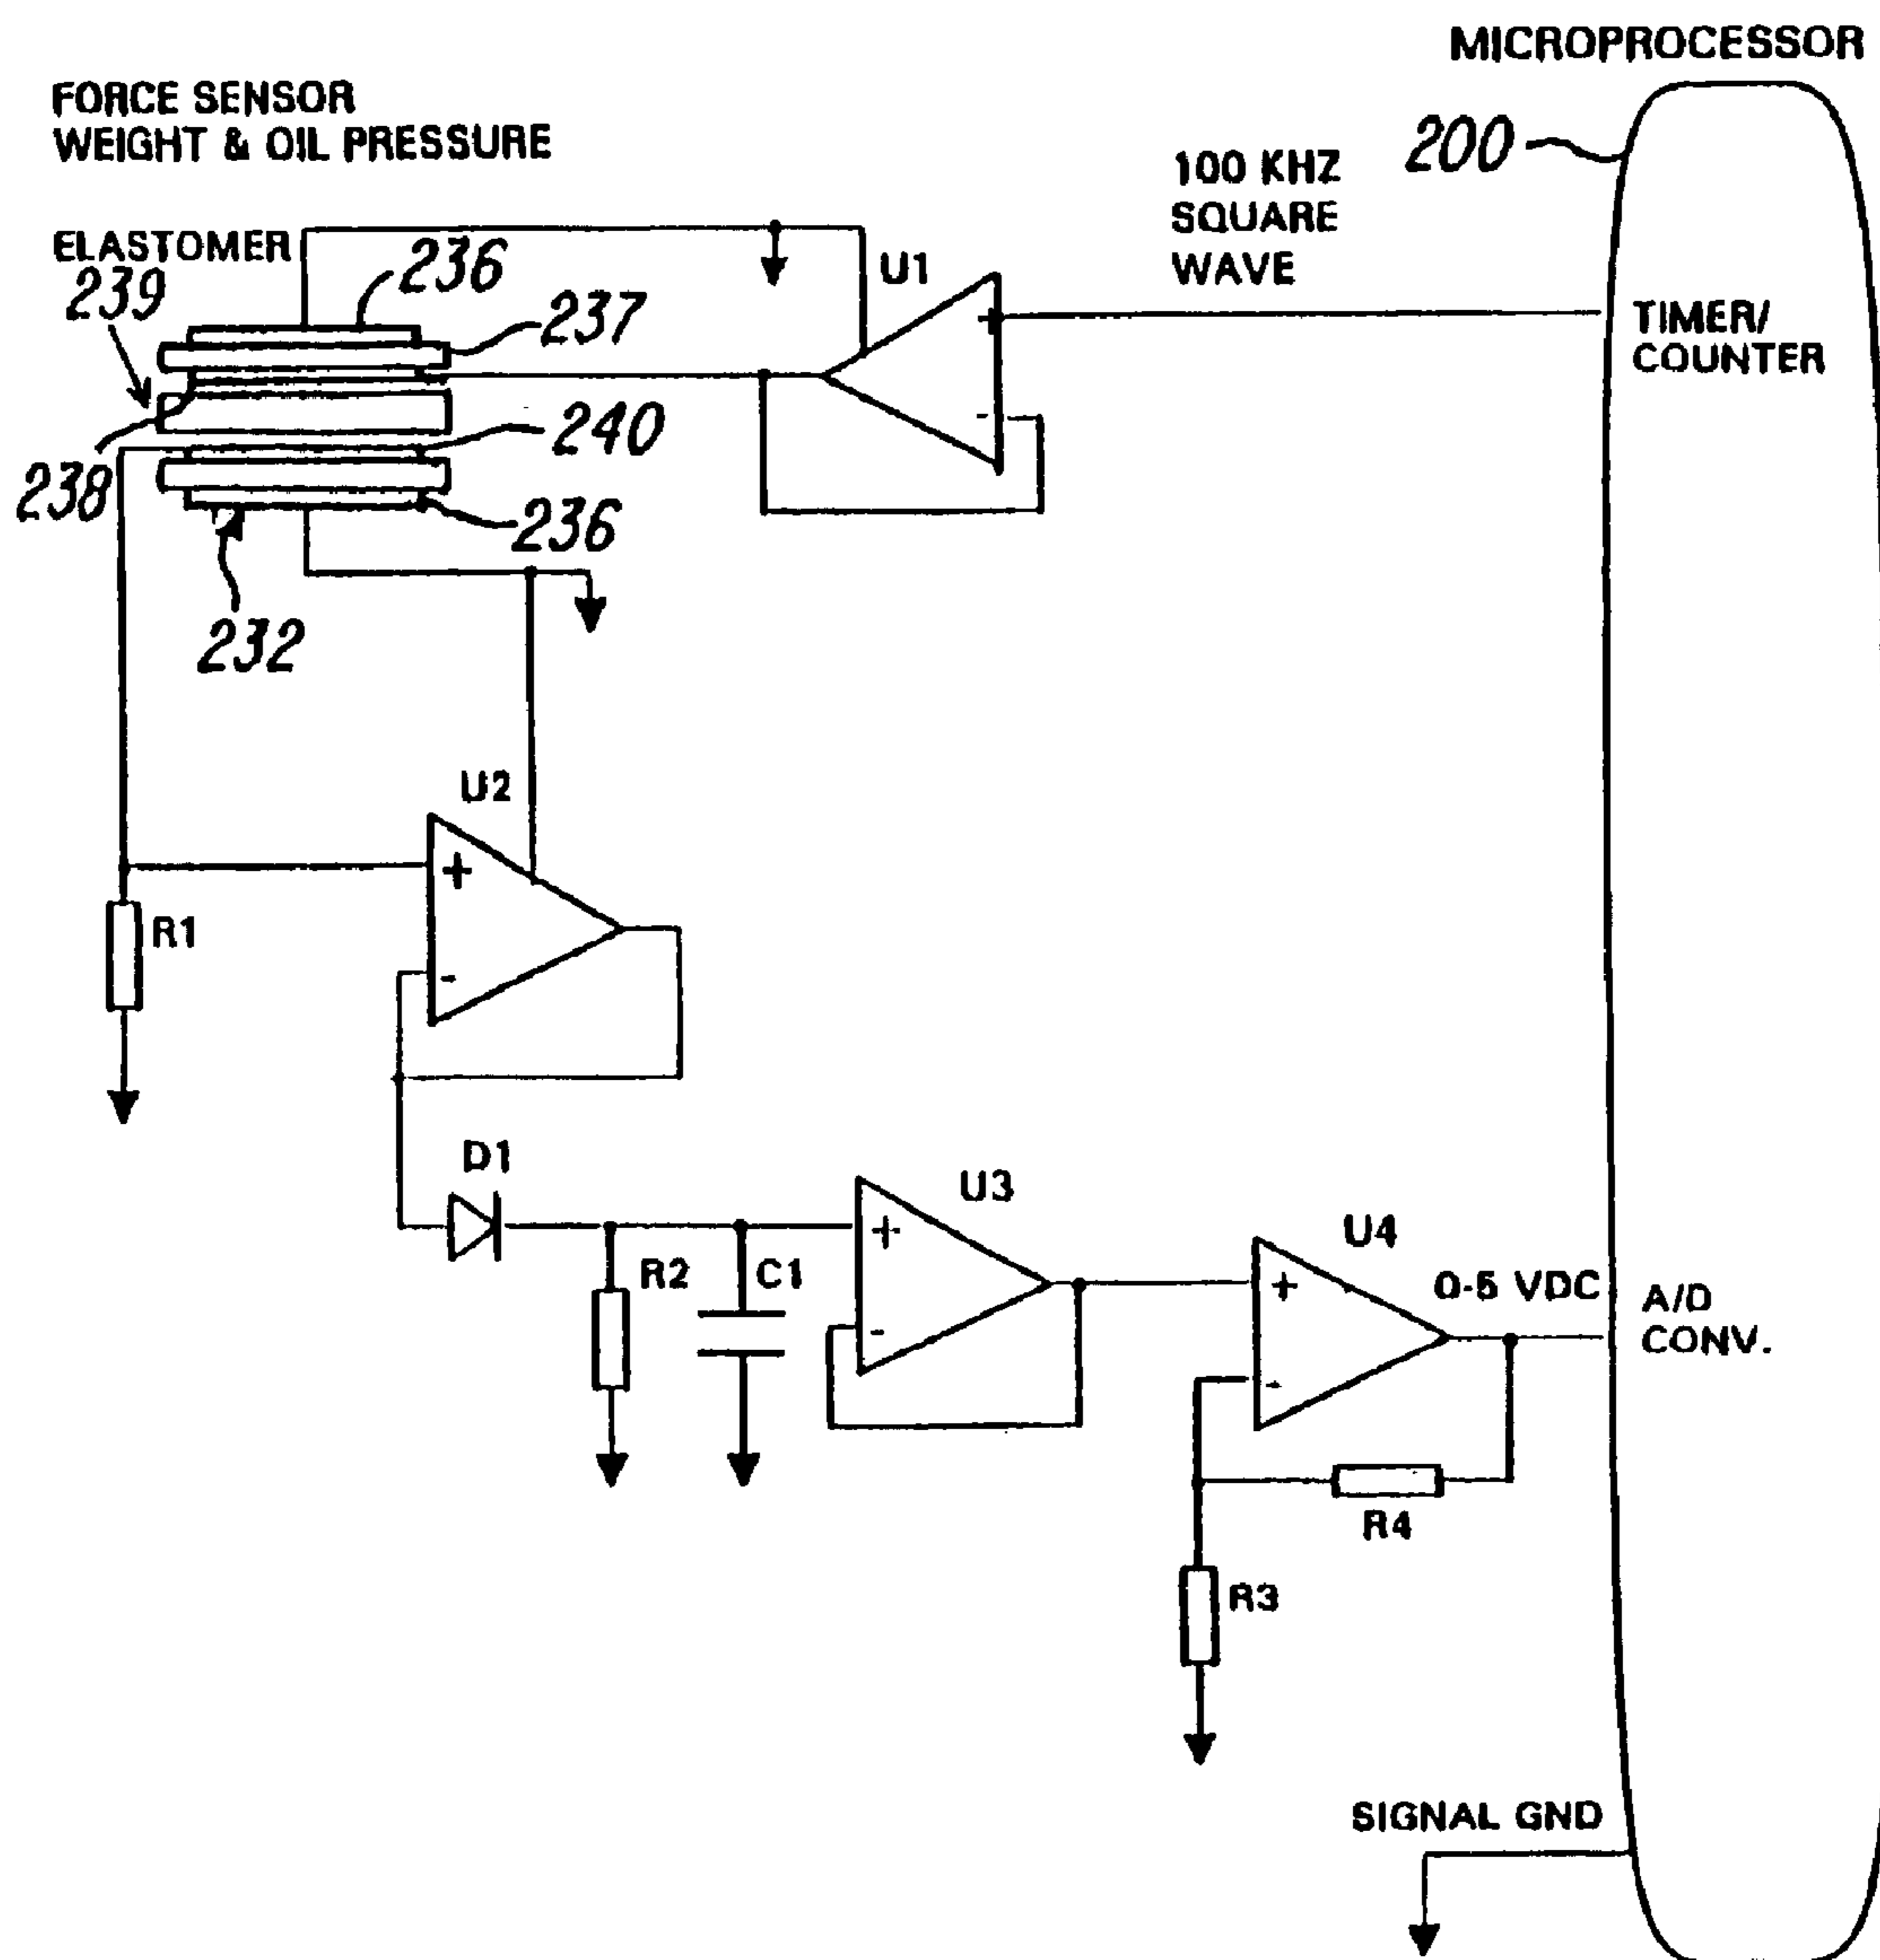 MICROPROCESSOR
FORCE SENSOR
WEIGHT & OIL PRESSURE
200
100 KHZ
SQUARE
WAVE
ELASTOMER
236
239
U1
237
+
TIMER/
COUNTER
-
240
238
236
232
U2
+
R1
-
D1
U3
+
R2
C1
-
U4
+
0-5 VDC
A/D
CONV.
-
R4
R3
SIGNAL GND